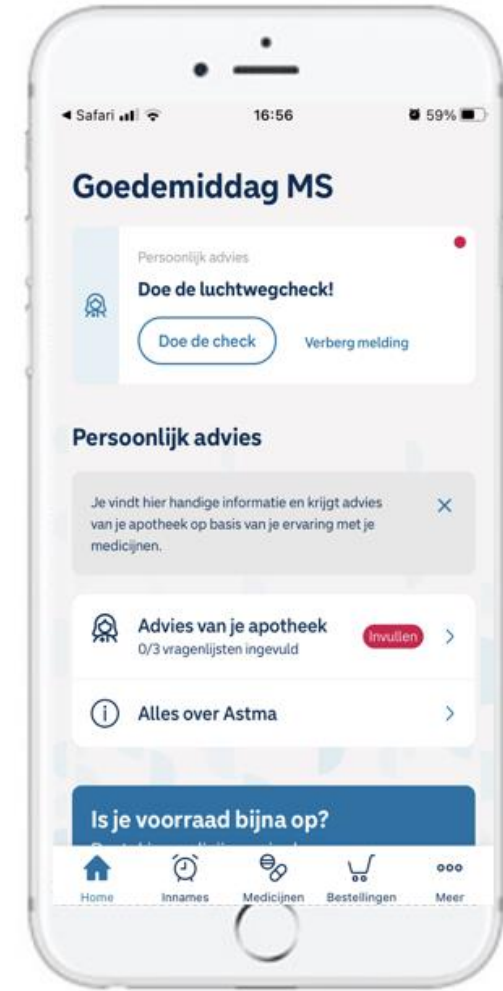 Safari
16:56
59%
Goedemiddag MS
Persoonlijk advies
Doe de luchtwegcheck!
Doe de check
Verberg melding
Persoonlijk advies
Je vindt hier handige informatie en krijgt advies
van je apotheek op basis van je ervaring met je
medicijnen.
Advies van je apotheek
Invullen
0/3 vragenlijsten ingevuld
Alles over Astma
Is je voorraad bijna op?
Home
Innames
Medicijnen
Bestellingen
Meer